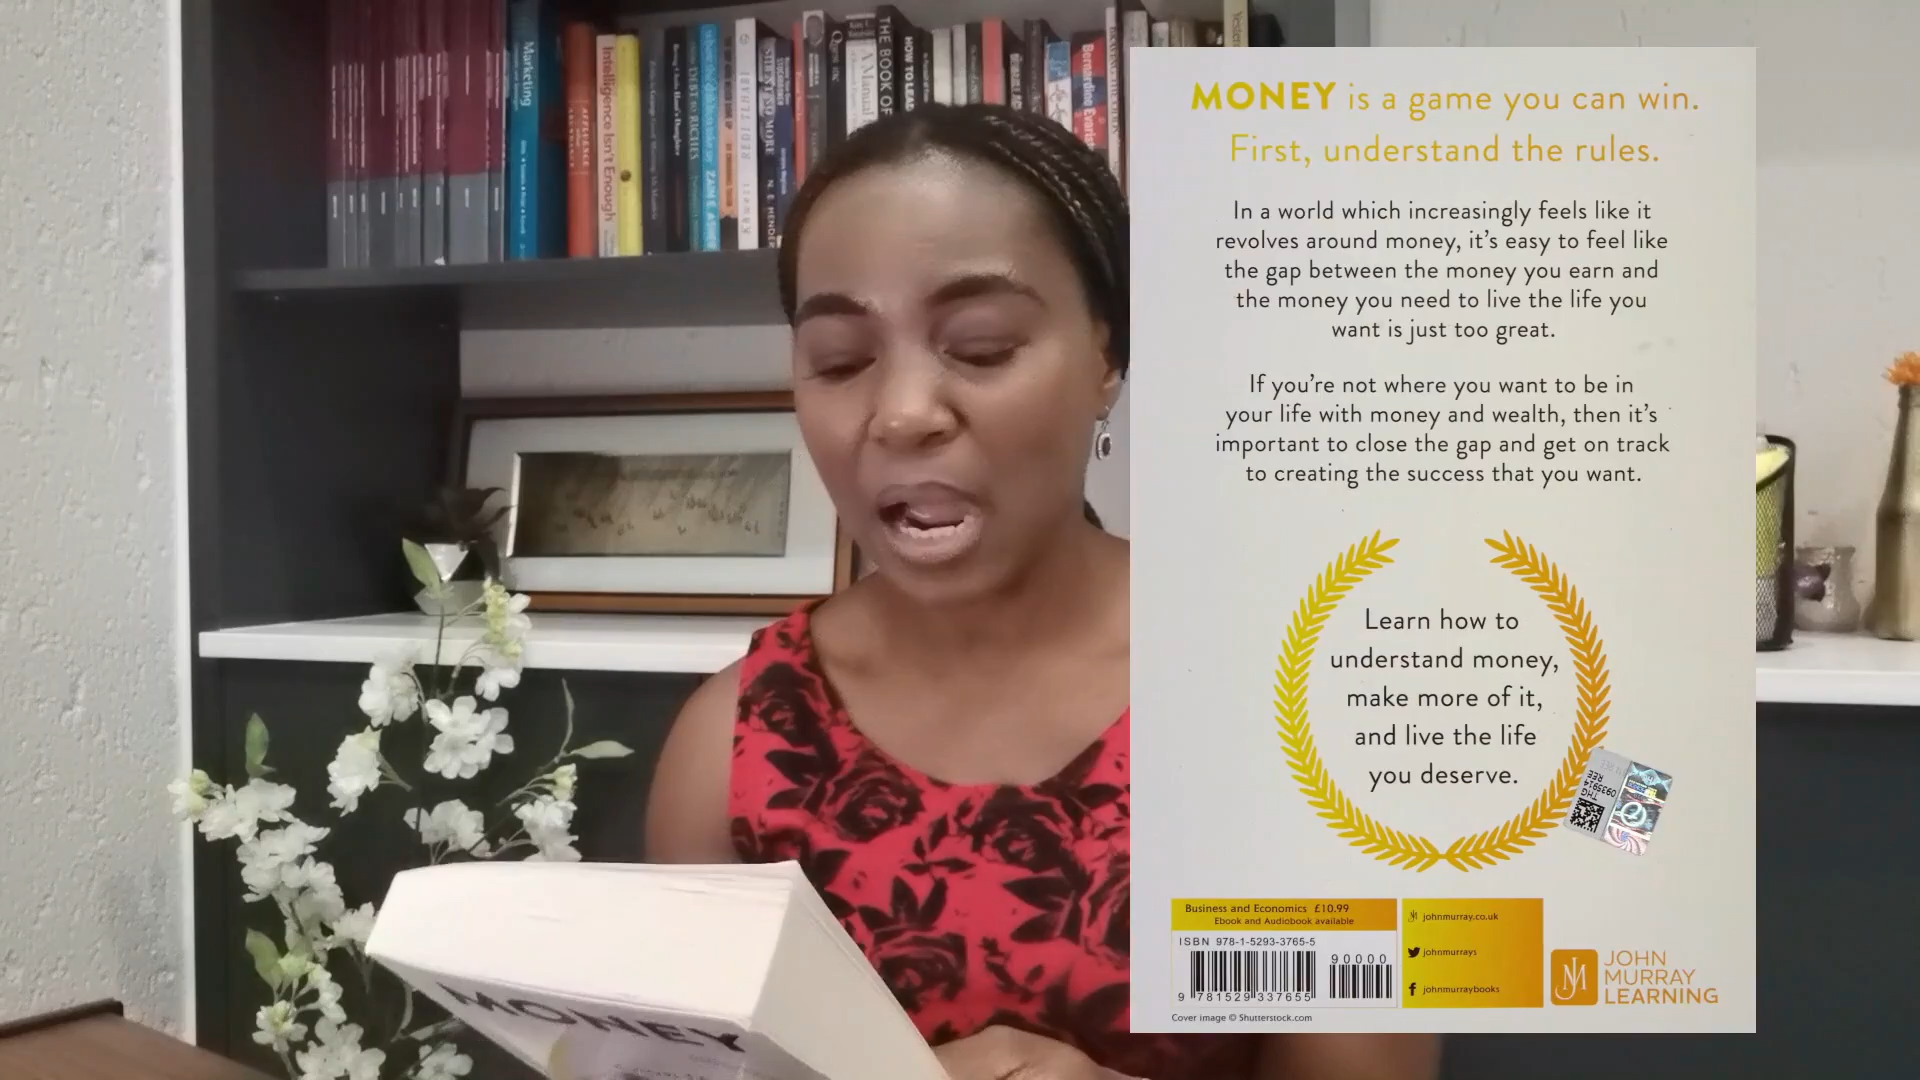 Marketing
Intelligence Isn't Enough
DEBT TO RICHES
THE BOOK OF
HOW TO LEAD
A Manual
Bernardine Evaris
MONEY
MONEY is a game you can win.
First, understand the rules.
In a world which increasingly feels like it
revolves around money, it's easy to feel like
the gap between the money you earn and
the money you need to live the life you
want is just too great.
If you're not where you want to be in
your life with money and wealth, then it's
important to close the gap and get on track
to creating the success that you want.
Learn how to
understand money,
make more of it,
and live the life
you deserve.
Business and Economics £10.99
Ebook and Audiobook available
ISBN 978-1-5293-3765-5
90000
9 781529 337655
johnmurray.co.uk
johnmurrays
johnmurraybooks
JOHN
MURRAY
LEARNING
Cover image © Shutterstock.com